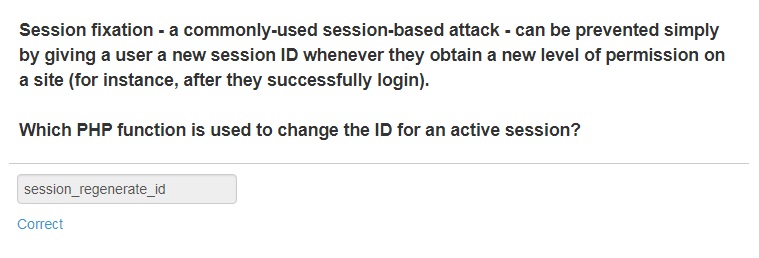 Session fixation - a commonly-used session-based attack - can be prevented simply
by giving a user a new session ID whenever they obtain a new level of permission on
a site (for instance, after they successfully login).
Which PHP function is used to change the ID for an active session?
session_regenerate_id
Correct